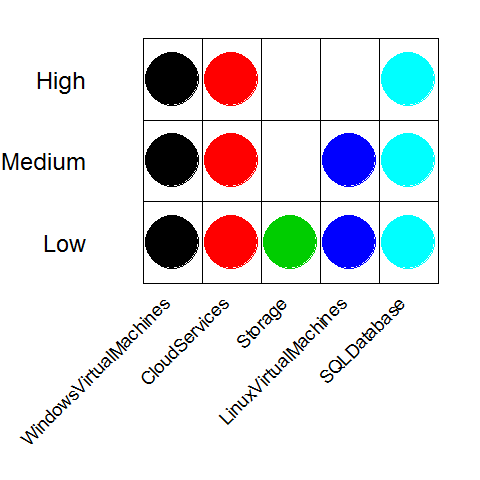 High
Medium
Low
WindowsVirtualMachines
CloudServices
Storage
LinuxVirtualMachines
SQLDatabase